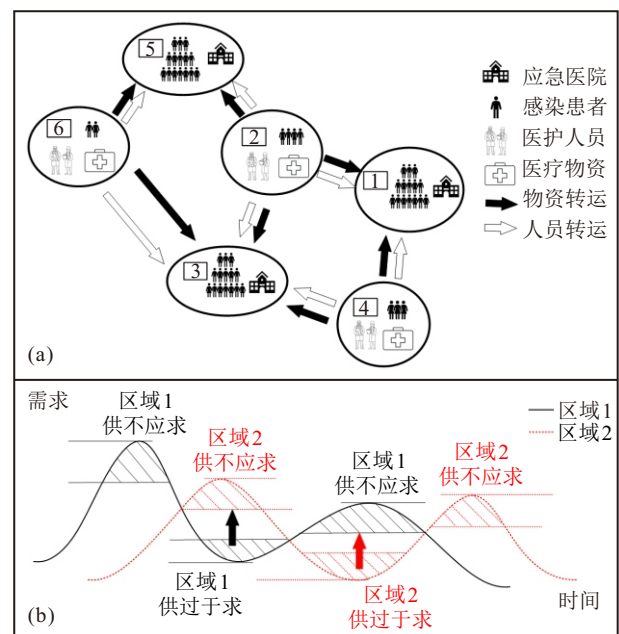 5
6
2
1
3
4
应急医院
感染患者
医护人员
医疗物资
物资转运
人员转运
(a)
需求
区域1
供不应求
区域2
供不应求
区域1
供不应求
区域2
供不应求
区域1
区域2
区域1
供过于求
区域2
供过于求
时间
(b)